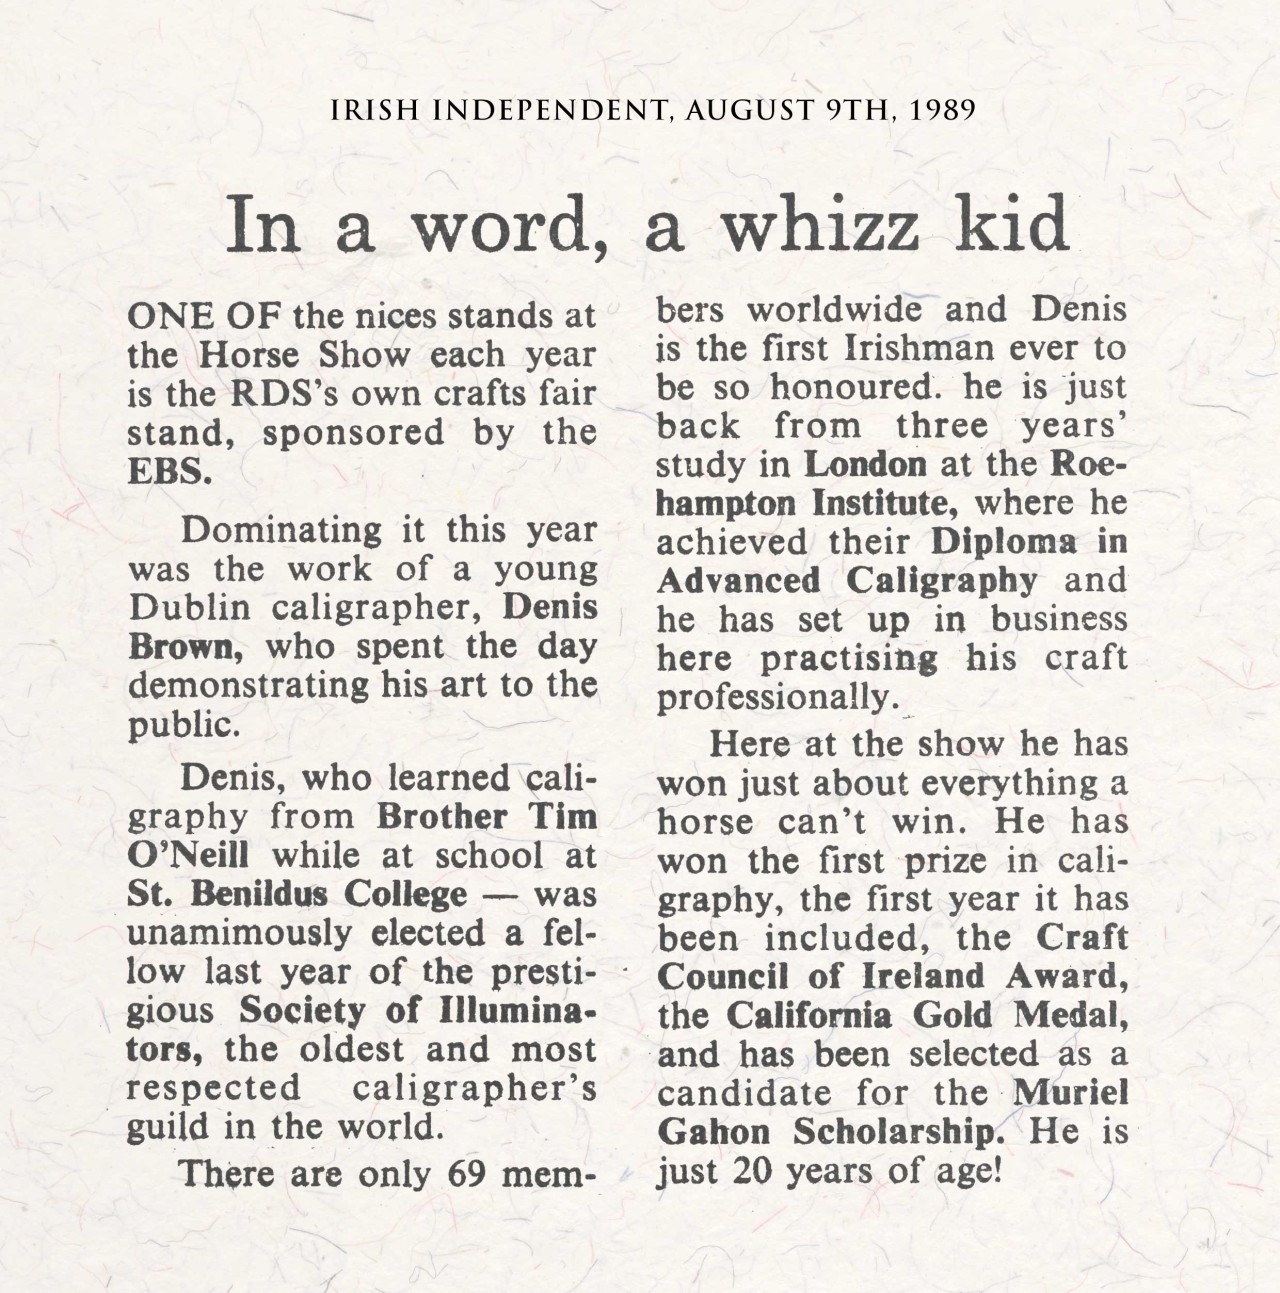 IRISH INDEPENDENT, AUGUST 9TH, 1989
In a word, a whizz kid
ONE OF the nices stands at
the Horse Show each year
is the RDS's own crafts fair
stand, sponsored by the
EBS.
Dominating it this year
was the work of a young
Dublin caligrapher, Denis
Brown, who spent the day
demonstrating his art to the
public.
Denis, who learned cali-
graphy from Brother Tim
O'Neill while at school at
St. Benildus College — was
unamimously elected a fel-
low last year of the presti-
gious Society of Illumina-
tors, the oldest and most
respected caligrapher's
guild in the world.
There are only 69 mem-
bers worldwide and Denis
is the first Irishman ever to
be so honoured. he is just
back from three years'
study in London at the Roe-
hampton Institute, where he
achieved their Diploma in
Advanced Caligraphy and
he has set up in business
here practising his craft
professionally.
Here at the show he has
won just about everything a
horse can't win. He has
won the first prize in cali-
graphy, the first year it has
been included, the Craft
Council of Ireland Award,
the California Gold Medal,
and has been selected as a
candidate for the Muriel
Gahon Scholarship. He is
just 20 years of age!